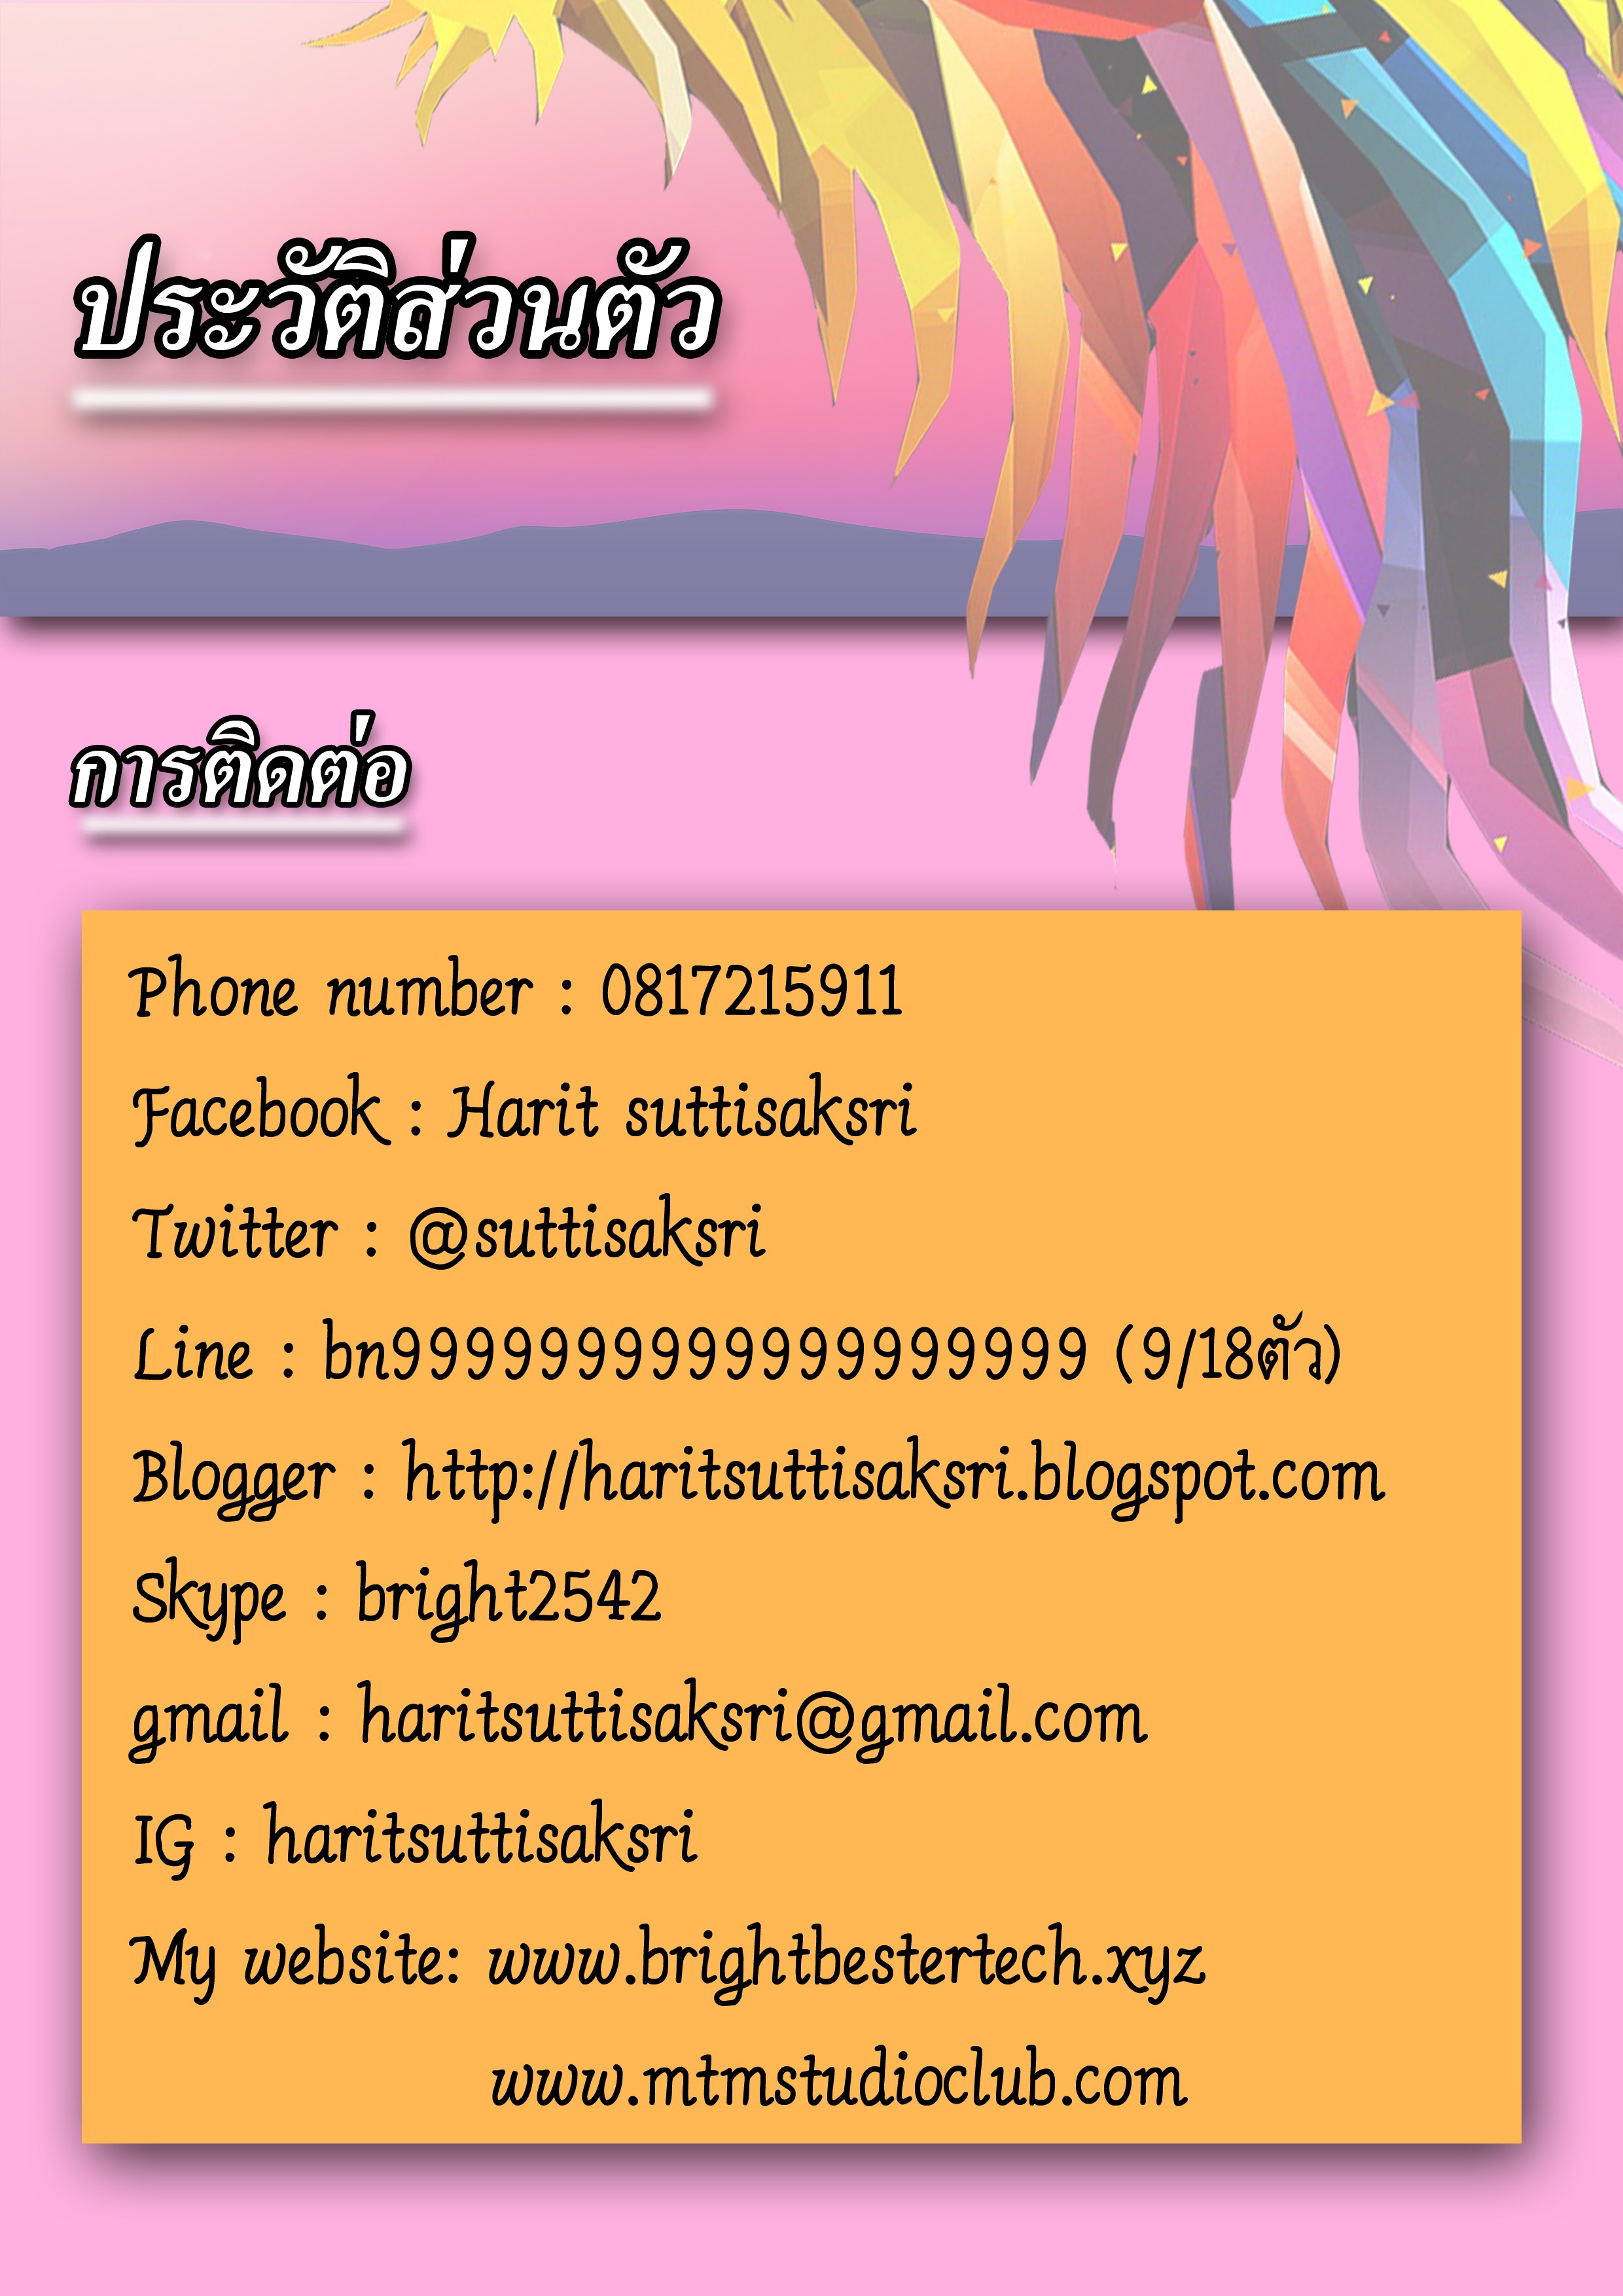 ประวัติส่วนตัว
การติดต่อ
Phone number : 0817215911
Facebook : Harit suttisaksri
Twitter : @suttisaksri
Line : bn999999999999999999 (9/18ตัว)
Blogger : http://haritsuttisaksri.blogspot.com
Skype : bright2542
gmail : haritsuttisaksri@gmail.com
IG : haritsuttisaksri
My website: www.brightbestertech.xyz
www.mtmstudioclub.com